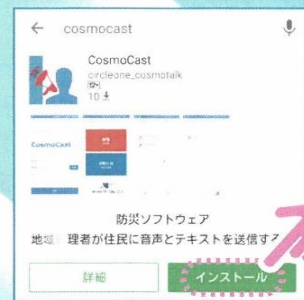 cosmocast
CosmoCast
circleone_cosmotalk
12+
10
CosmoCast
防災ソフトウェア
地域 理者が住民に音声とテキストを送信する
詳細
インストール